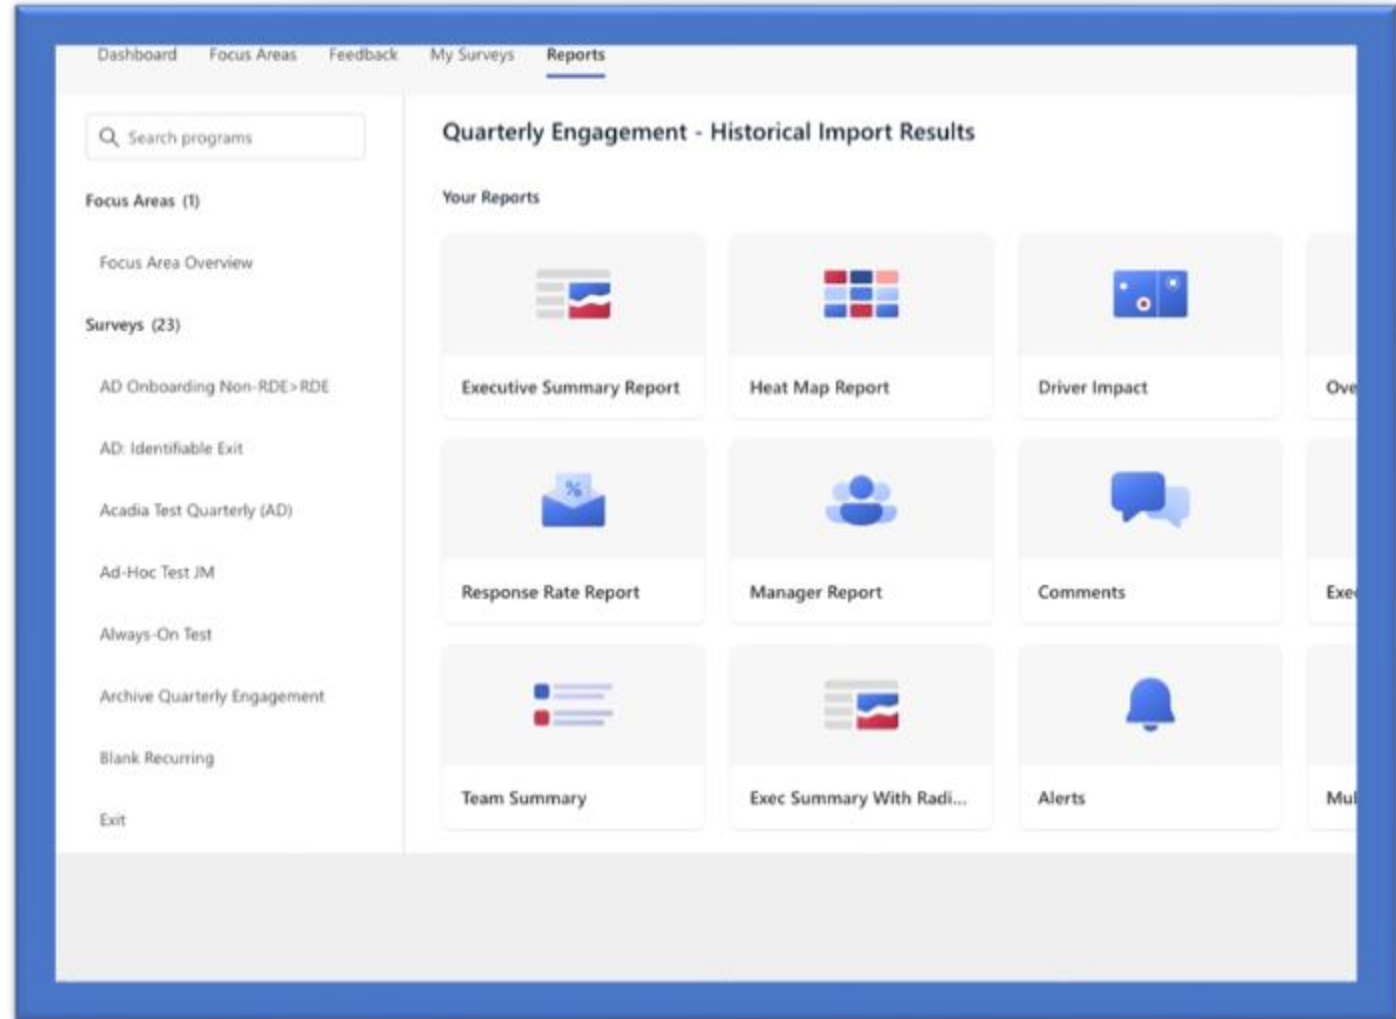 Dashboard Focus Areas Feedback My Surveys Reports
Search programs
Focus Areas (1)
Focus Area Overview
Surveys (23)
AD Onboarding Non-RDE>RDE
AD: Identifiable Exit
Acadia Test Quarterly (AD)
Ad-Hoc Test JM
Always-On Test
Archive Quarterly Engagement
Blank Recurring
Exit
Quarterly Engagement - Historical Import Results
Your Reports
Executive Summary Report
Heat Map Report
Driver Impact
Ove
%
Response Rate Report
Manager Report
Comments
Exe
Team Summary
Exec Summary With Radi...
Alerts
Mul